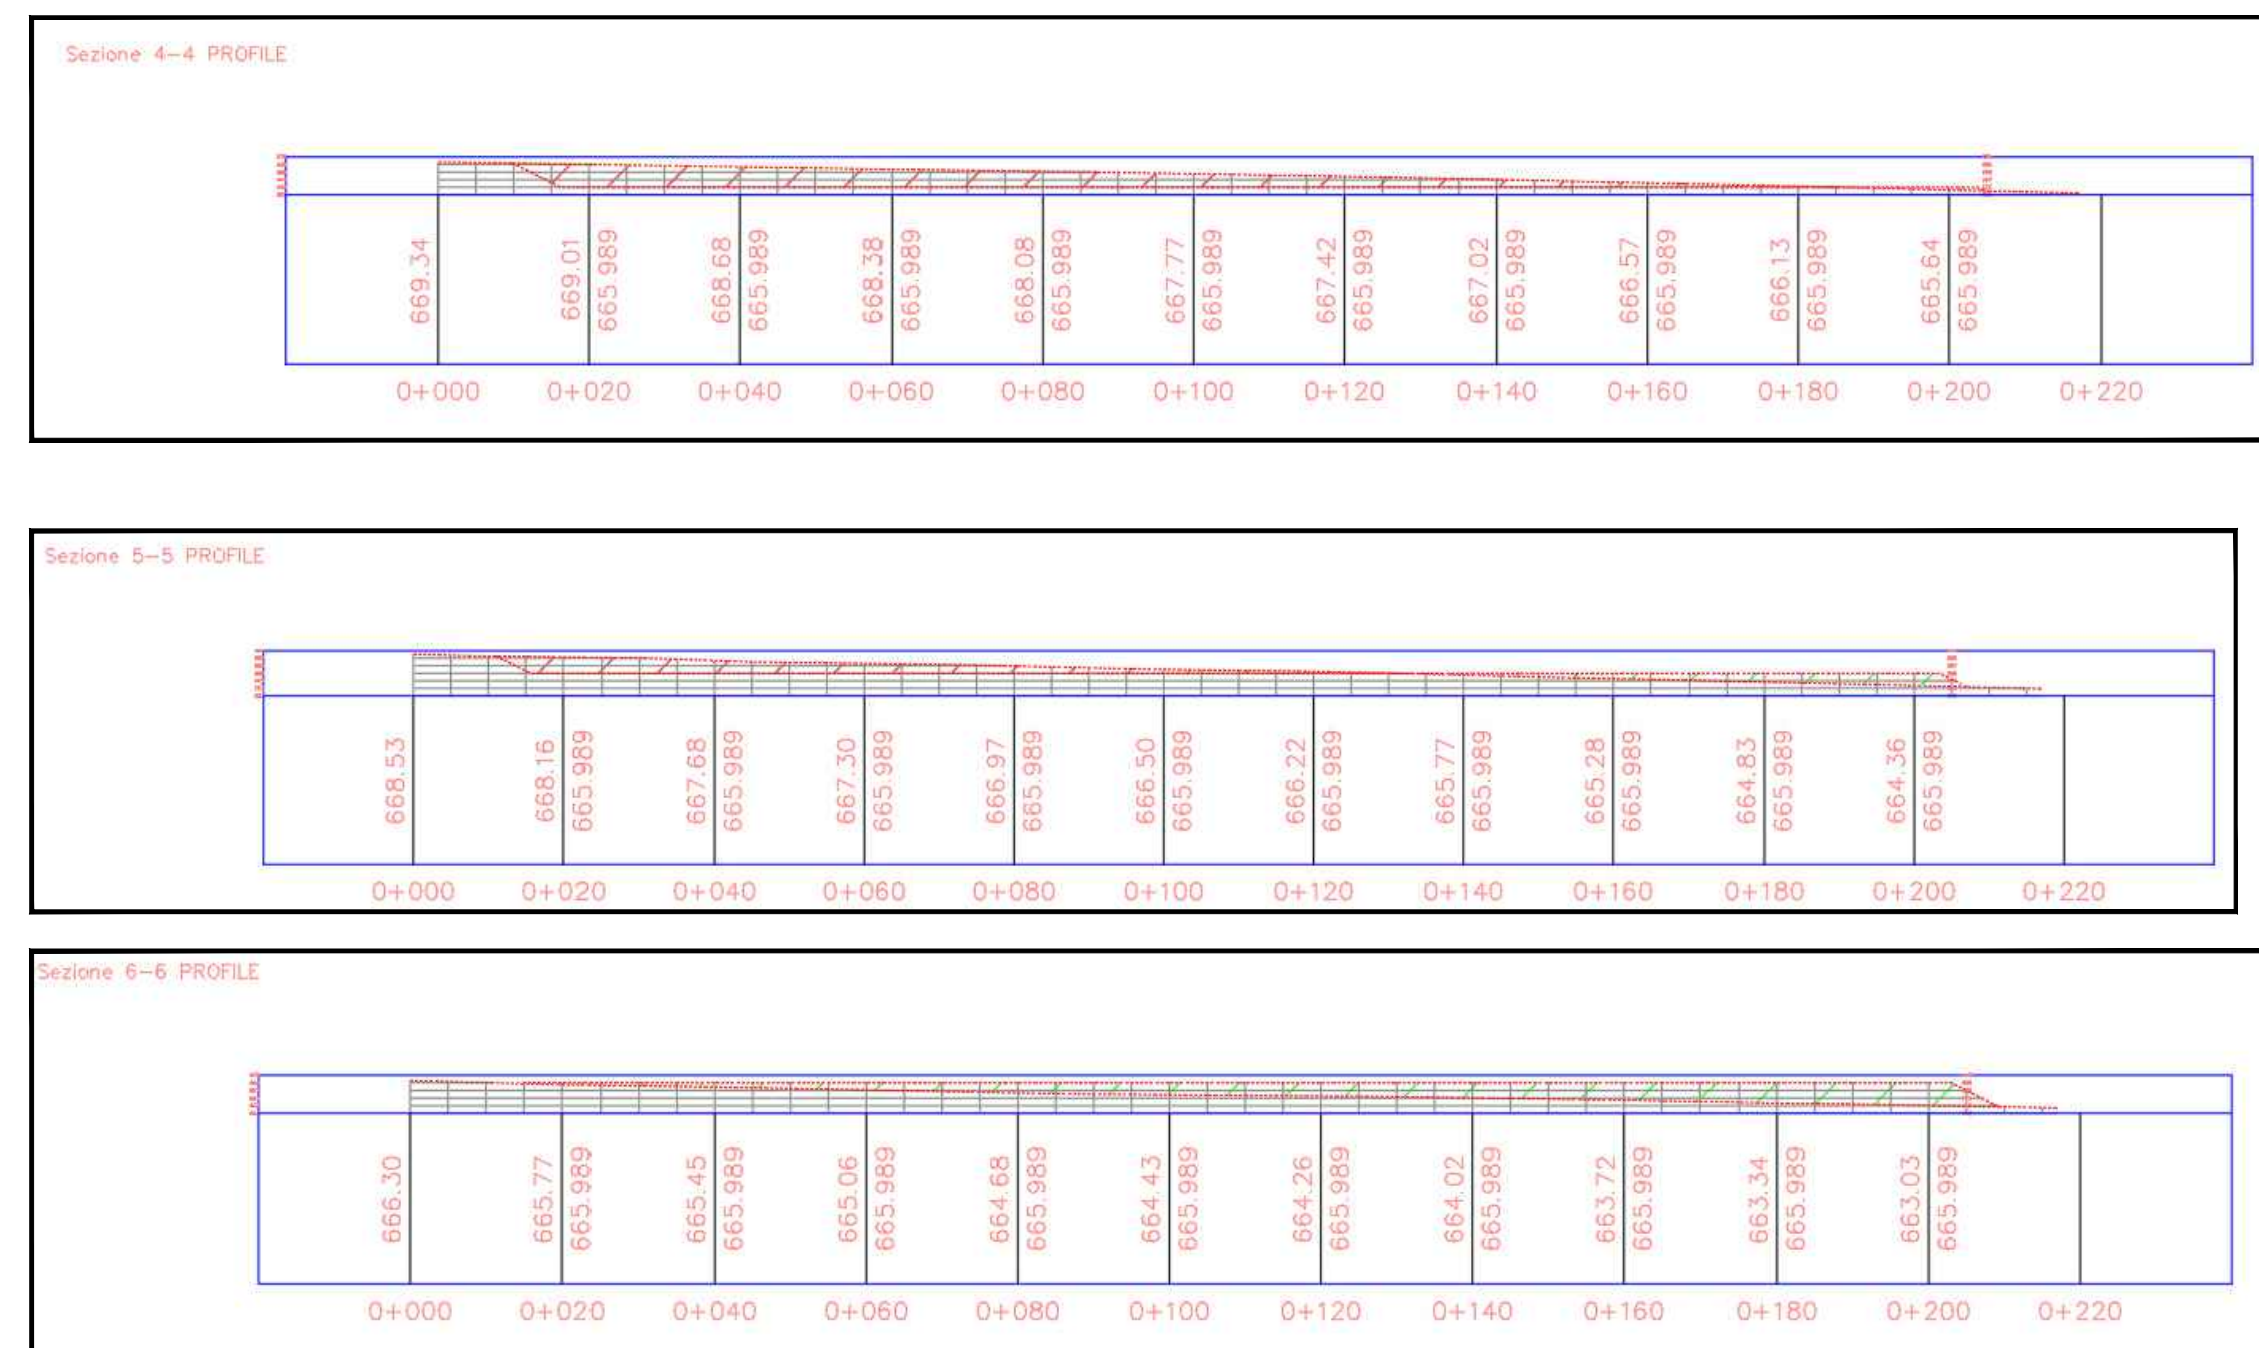 Sezione 4-4 PROFILE
669.34 669.01 665.989 668.68 665.989 668.38 665.989 668.08 665.989 667.77 665.989 667.42 665.989 667.02 665.989 666.57 665.989 666.13 665.989 665.64 665.989
0+000 0+020 0+040 0+060 0+080 0+100 0+120 0+140 0+160 0+180 0+200 0+220
Sezione 5-5 PROFILE
668.53 668.16 665.989 667.68 665.989 667.30 665.989 666.97 665.989 666.50 665.989 666.22 665.989 665.77 665.989 665.28 665.989 664.83 665.989 664.36 665.989
0+000 0+020 0+040 0+060 0+080 0+100 0+120 0+140 0+160 0+180 0+200 0+220
Sezione 6-6 PROFILE
666.30 665.77 665.989 665.45 665.989 665.06 665.989 664.68 665.989 664.43 665.989 664.26 665.989 664.02 665.989 663.72 665.989 663.34 665.989 663.03 665.989
0+000 0+020 0+040 0+060 0+080 0+100 0+120 0+140 0+160 0+180 0+200 0+220